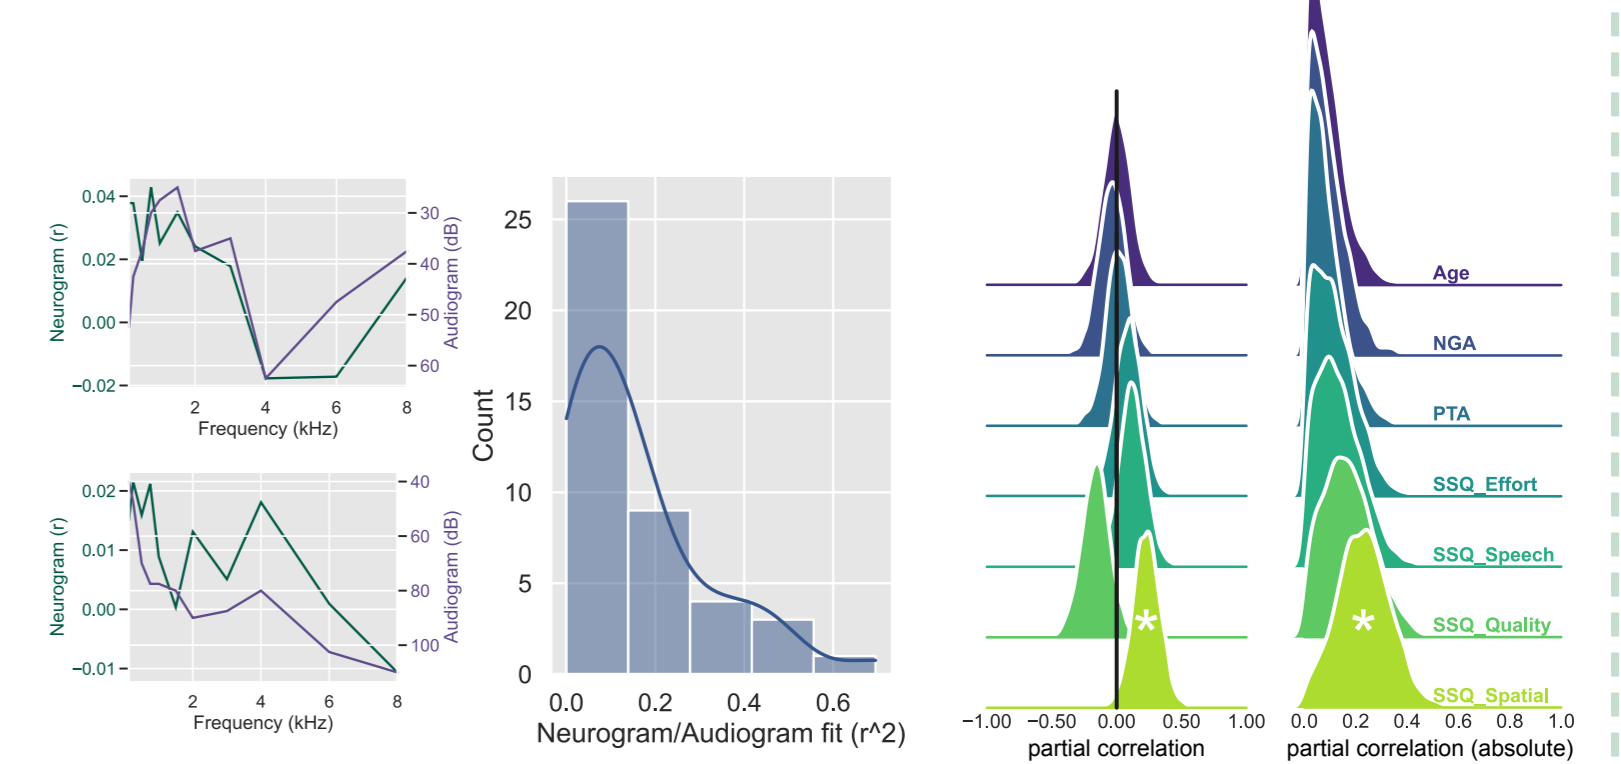 0.04
0.02
0.00
−0.02
Neurogram (r)
30
40
50
60
Audiogram (dB)
2 4 6 8
Frequency (kHz)
0.02
0.01
0.00
−0.01
Neurogram (r)
40
60
80
100
Audiogram (dB)
2 4 6 8
Frequency (kHz)
25
20
15
10
5
0
Count
0.0 0.2 0.4 0.6
Neurogram/Audiogram fit (r^2)
*
−1.00 −0.50 0.00 0.50 1.00
partial correlation
Age
NGA
PTA
SSQ_Effort
SSQ_Speech
SSQ_Quality
*
SSQ_Spatial
0.0 0.2 0.4 0.6 0.8 1.0
partial correlation (absolute)